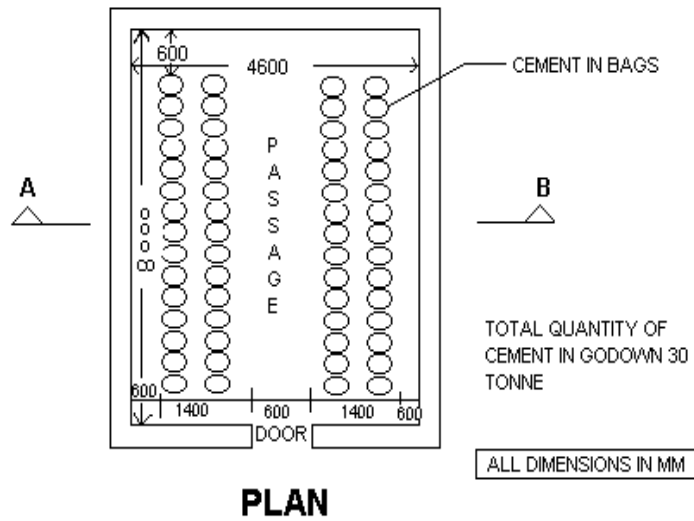 600
4600
CEMENT IN BAGS
PASSAGE
A
B
8000
TOTAL QUANTITY OF
CEMENT IN GODOWN 30
TONNE
600
1400
600
1400
600
DOOR
ALL DIMENSIONS IN MM
PLAN